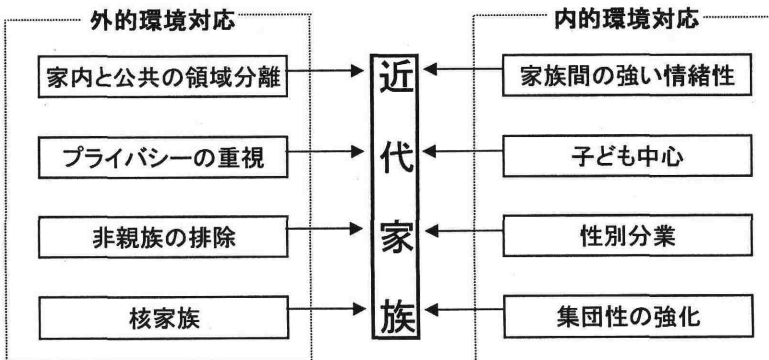 外的環境対応
家内と公共の領域分離
プライバシーの重視
非親族の排除
核家族
近代家族
内的環境対応
家族間の強い情緒性
子ども中心
性別分業
集団性の強化